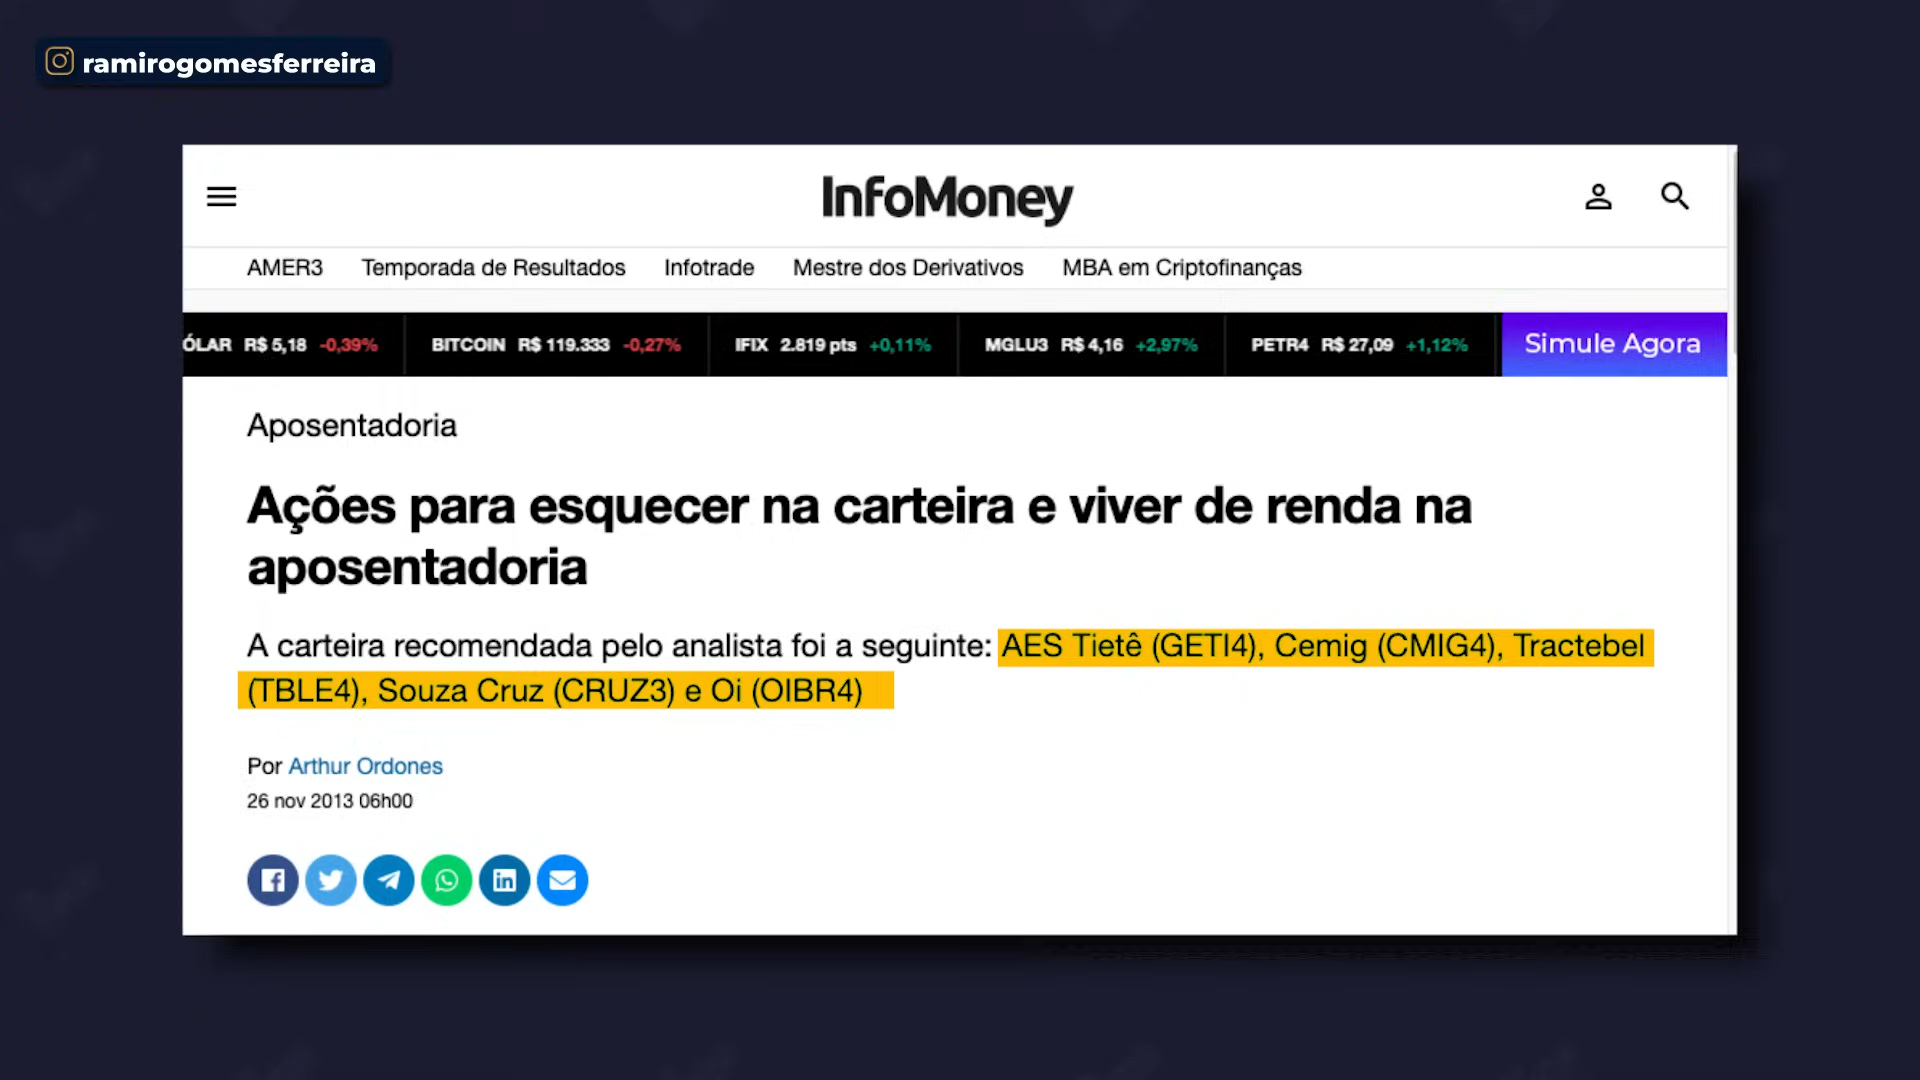 ramirogomesferreira
InfoMoney
AMER3 Temporada de Resultados Infotrade Mestre dos Derivativos MBA em Criptofinanças
ÓLAR R$ 5,18 -0,39% BITCOIN R$ 119.333 -0,27% IFIX 2.819 pts +0,11% MGLU3 R$ 4,16 +2,97% PETR4 R$ 27,09 +1,12% Simule Agora
Aposentadoria
Ações para esquecer na carteira e viver de renda na
aposentadoria
A carteira recomendada pelo analista foi a seguinte: AES Tietê (GETI4), Cemig (CMIG4), Tractebel
(TBLE4), Souza Cruz (CRUZ3) e Oi (OIBR4)
Por Arthur Ordones
26 nov 2013 06h00